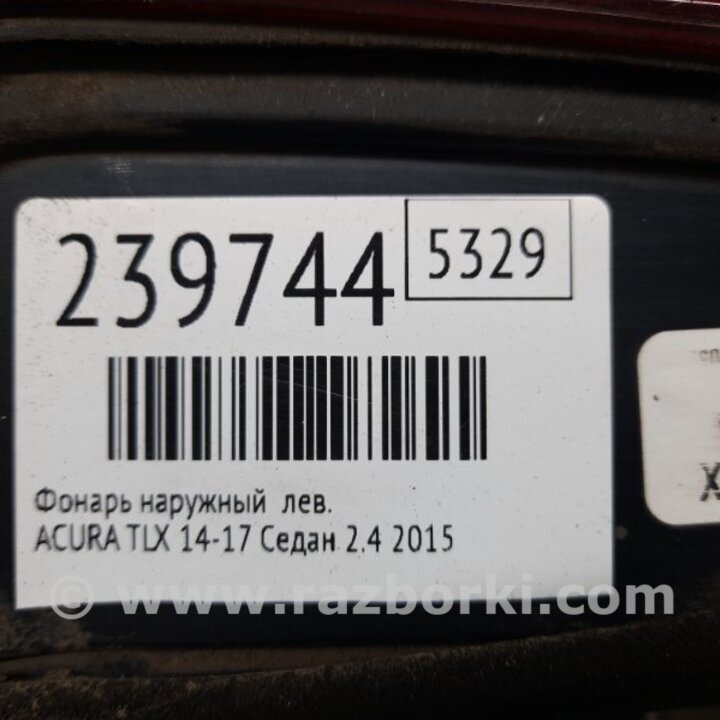 239744
5329
Фонарь наружный лев.
ACURA TLX 14-17 Седан 2.4 2015
© www.razborki.com
X